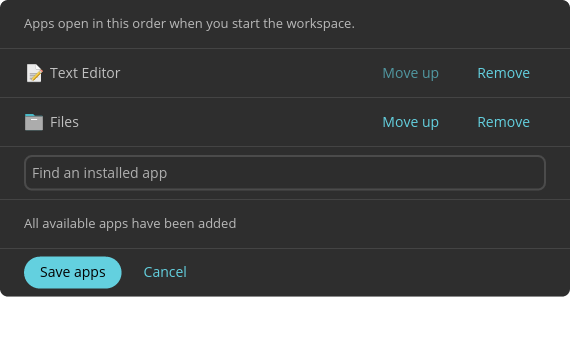 Apps open in this order when you start the workspace.
Text Editor Move up Remove
Files Move up Remove
Find an installed app
All available apps have been added
Save apps Cancel